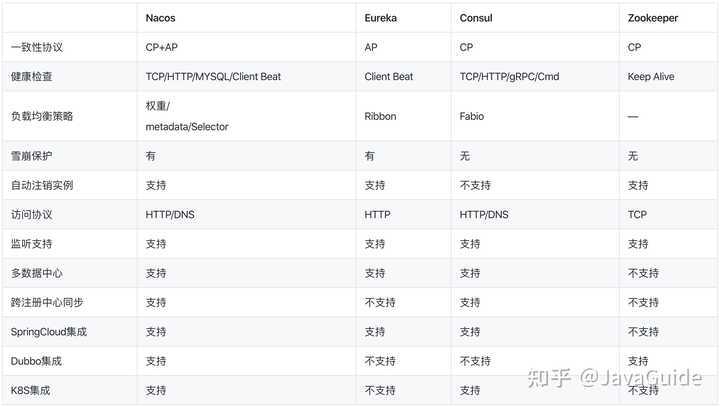 Nacos Eureka Consul Zookeeper
一致性协议 CP+AP AP CP CP
健康检查 TCP/HTTP/MYSQL/Client Beat Client Beat TCP/HTTP/gRPC/Cmd Keep Alive
负载均衡策略 权重/
metadata/Selector Ribbon Fabio —
雪崩保护 有 有 无 无
自动注销实例 支持 支持 不支持 支持
访问协议 HTTP/DNS HTTP HTTP/DNS TCP
监听支持 支持 支持 支持 支持
多数据中心 支持 支持 支持 不支持
跨注册中心同步 支持 不支持 支持 不支持
SpringCloud集成 支持 支持 支持 不支持
Dubbo集成 支持 不支持 不支持 支持
K8S集成 支持 不支持 支持 不支持
知乎 @JavaGuide